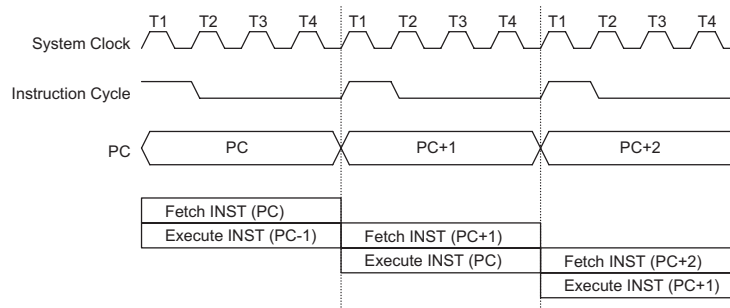 T1 T2 T3 T4 T1 T2 T3 T4 T1 T2 T3 T4
System Clock
Instruction Cycle
PC PC PC+1 PC+2
Fetch INST (PC)
Execute INST (PC-1) Fetch INST (PC+1)
Execute INST (PC) Fetch INST (PC+2)
Execute INST (PC+1)